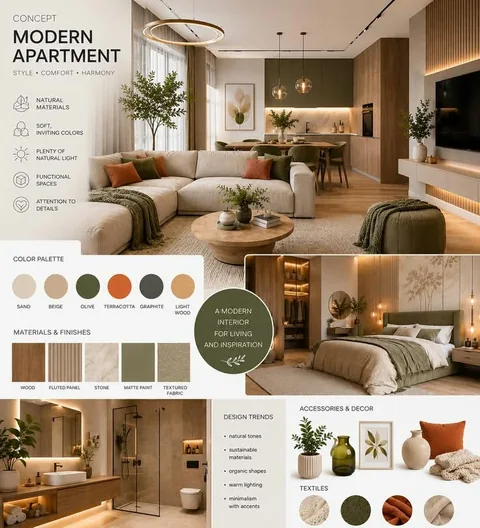 CONCEPT
MODERN
APARTMENT
STYLE • COMFORT • HARMONY
NATURAL
MATERIALS
SOFT,
INVITING COLORS
PLENTY OF
NATURAL LIGHT
FUNCTIONAL
SPACES
ATTENTION TO
DETAILS
COLOR PALETTE
SAND
BEIGE
OLIVE
TERRACOTTA
GRAPHITE
LIGHT
WOOD
MATERIALS & FINISHES
WOOD
FLUTED PANEL
STONE
MATTE PAINT
TEXTURED
FABRIC
A MODERN
INTERIOR
FOR LIVING
AND INSPIRATION
DESIGN TRENDS
• natural tones
• sustainable
materials
• organic shapes
• warm lighting
• minimalism
with accents
ACCESSORIES & DECOR
TEXTILES